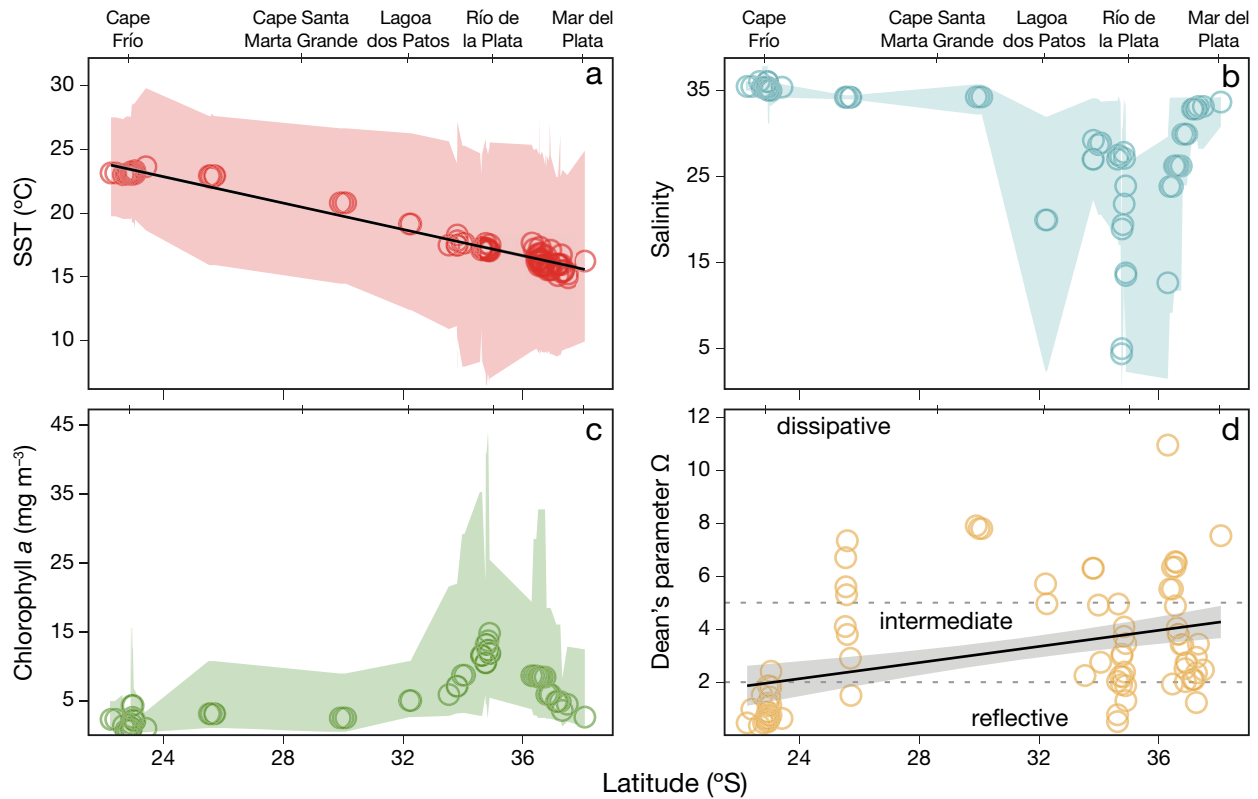 Cape Frío
Cape Santa Marta Grande
Lagoa dos Patos
Río de la Plata
Mar del Plata
Cape Frío
Cape Santa Marta Grande
Lagoa dos Patos
Río de la Plata
Mar del Plata
a
30
25
20
15
10
SST (ºC)
b
35
25
15
5
Salinity
c
45
35
25
15
5
Chlorophyll a (mg m⁻³)
24
28
32
36
d
12
10
8
6
4
2
Dean's parameter Ω
dissipative
intermediate
reflective
24
28
32
36
Latitude (ºS)